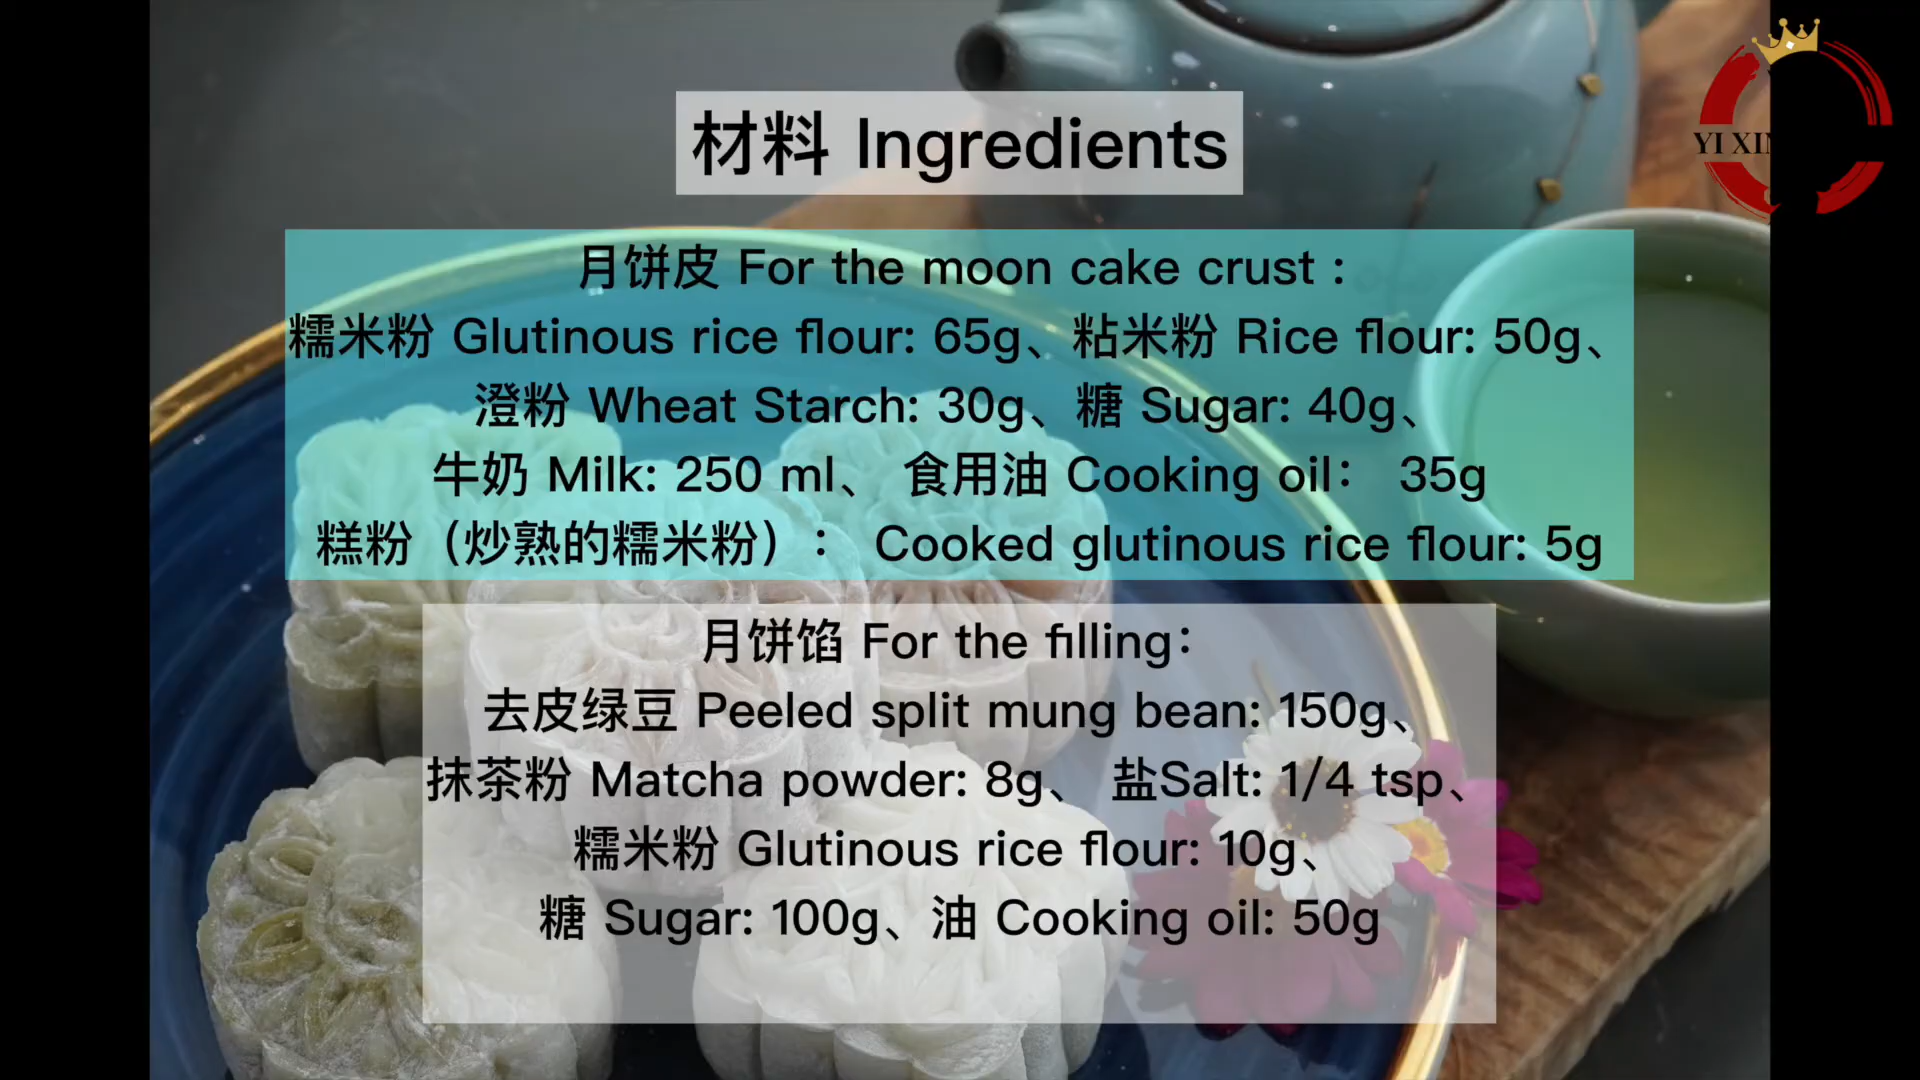 材料 Ingredients
YI XIN
月饼皮 For the moon cake crust :
糯米粉 Glutinous rice flour: 65g、粘米粉 Rice flour: 50g、
澄粉 Wheat Starch: 30g、糖 Sugar: 40g、
牛奶 Milk: 250 ml、 食用油 Cooking oil： 35g
糕粉（炒熟的糯米粉）： Cooked glutinous rice flour: 5g
月饼馅 For the filling：
去皮绿豆 Peeled split mung bean: 150g、
抹茶粉 Matcha powder: 8g、 盐Salt: 1/4 tsp、
糯米粉 Glutinous rice flour: 10g、
糖 Sugar: 100g、油 Cooking oil: 50g